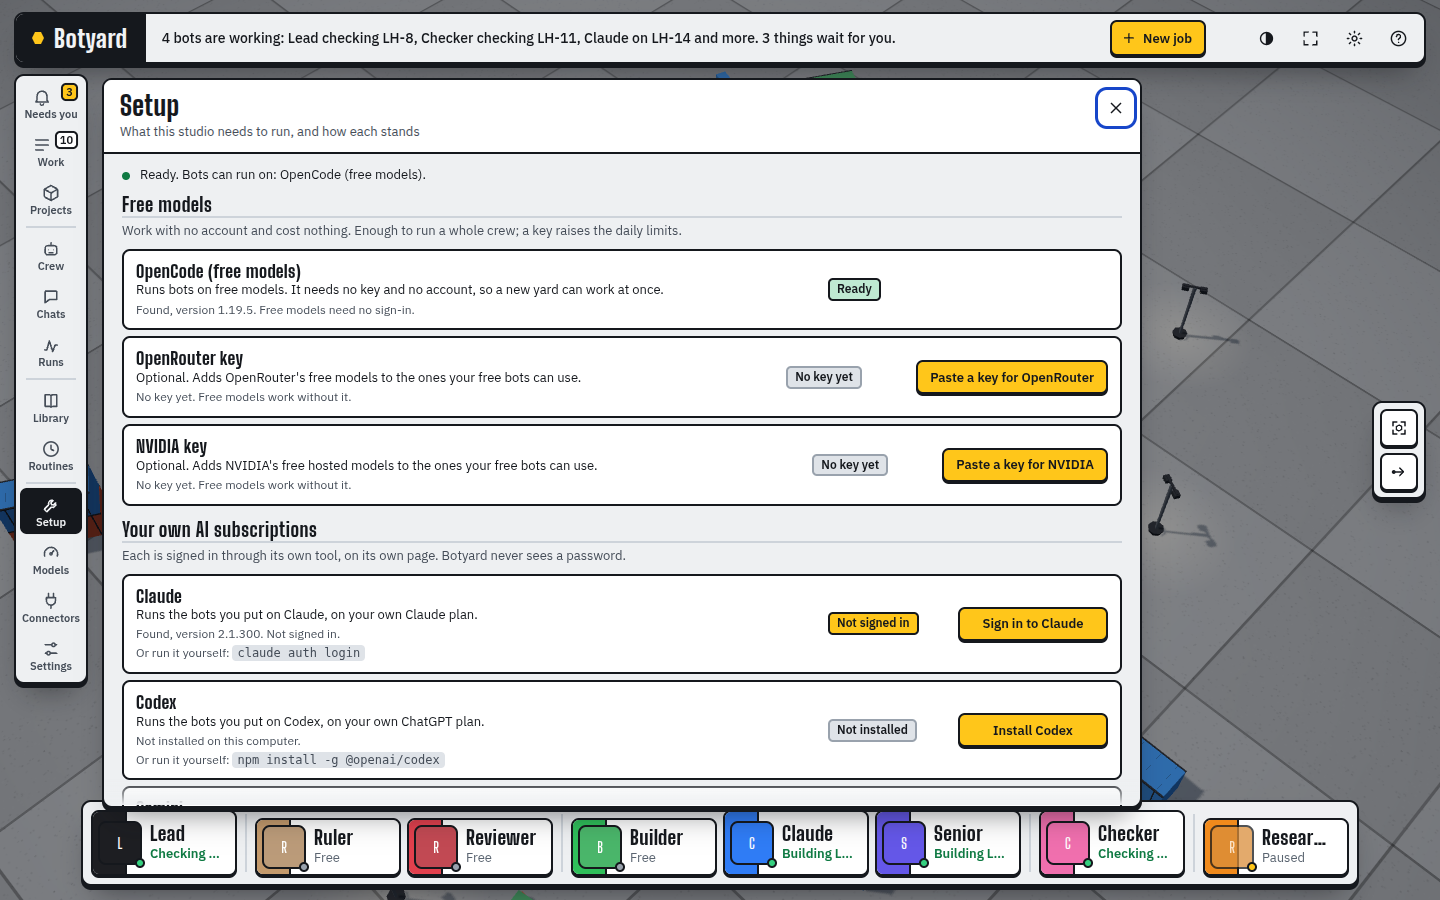 Botyard
4 bots are working: Lead checking LH-8, Checker checking LH-11, Claude on LH-14 and more. 3 things wait for you.
New job
3
Needs you
10
Work
Projects
Crew
Chats
Runs
Library
Routines
Setup
Models
Connectors
Settings
Setup
What this studio needs to run, and how each stands
Ready. Bots can run on: OpenCode (free models).
Free models
Work with no account and cost nothing. Enough to run a whole crew; a key raises the daily limits.
OpenCode (free models)
Runs bots on free models. It needs no key and no account, so a new yard can work at once.
Found, version 1.19.5. Free models need no sign-in.
Ready
OpenRouter key
Optional. Adds OpenRouter's free models to the ones your free bots can use.
No key yet. Free models work without it.
No key yet
Paste a key for OpenRouter
NVIDIA key
Optional. Adds NVIDIA's free hosted models to the ones your free bots can use.
No key yet. Free models work without it.
No key yet
Paste a key for NVIDIA
Your own AI subscriptions
Each is signed in through its own tool, on its own page. Botyard never sees a password.
Claude
Runs the bots you put on Claude, on your own Claude plan.
Found, version 2.1.300. Not signed in.
Or run it yourself: claude auth login
Not signed in
Sign in to Claude
Codex
Runs the bots you put on Codex, on your own ChatGPT plan.
Not installed on this computer.
Or run it yourself: npm install -g @openai/codex
Not installed
Install Codex
L
Lead
Checking ...
R
Ruler
Free
R
Reviewer
Free
B
Builder
Free
C
Claude
Building L...
S
Senior
Building L...
C
Checker
Checking ...
R
Resear...
Paused